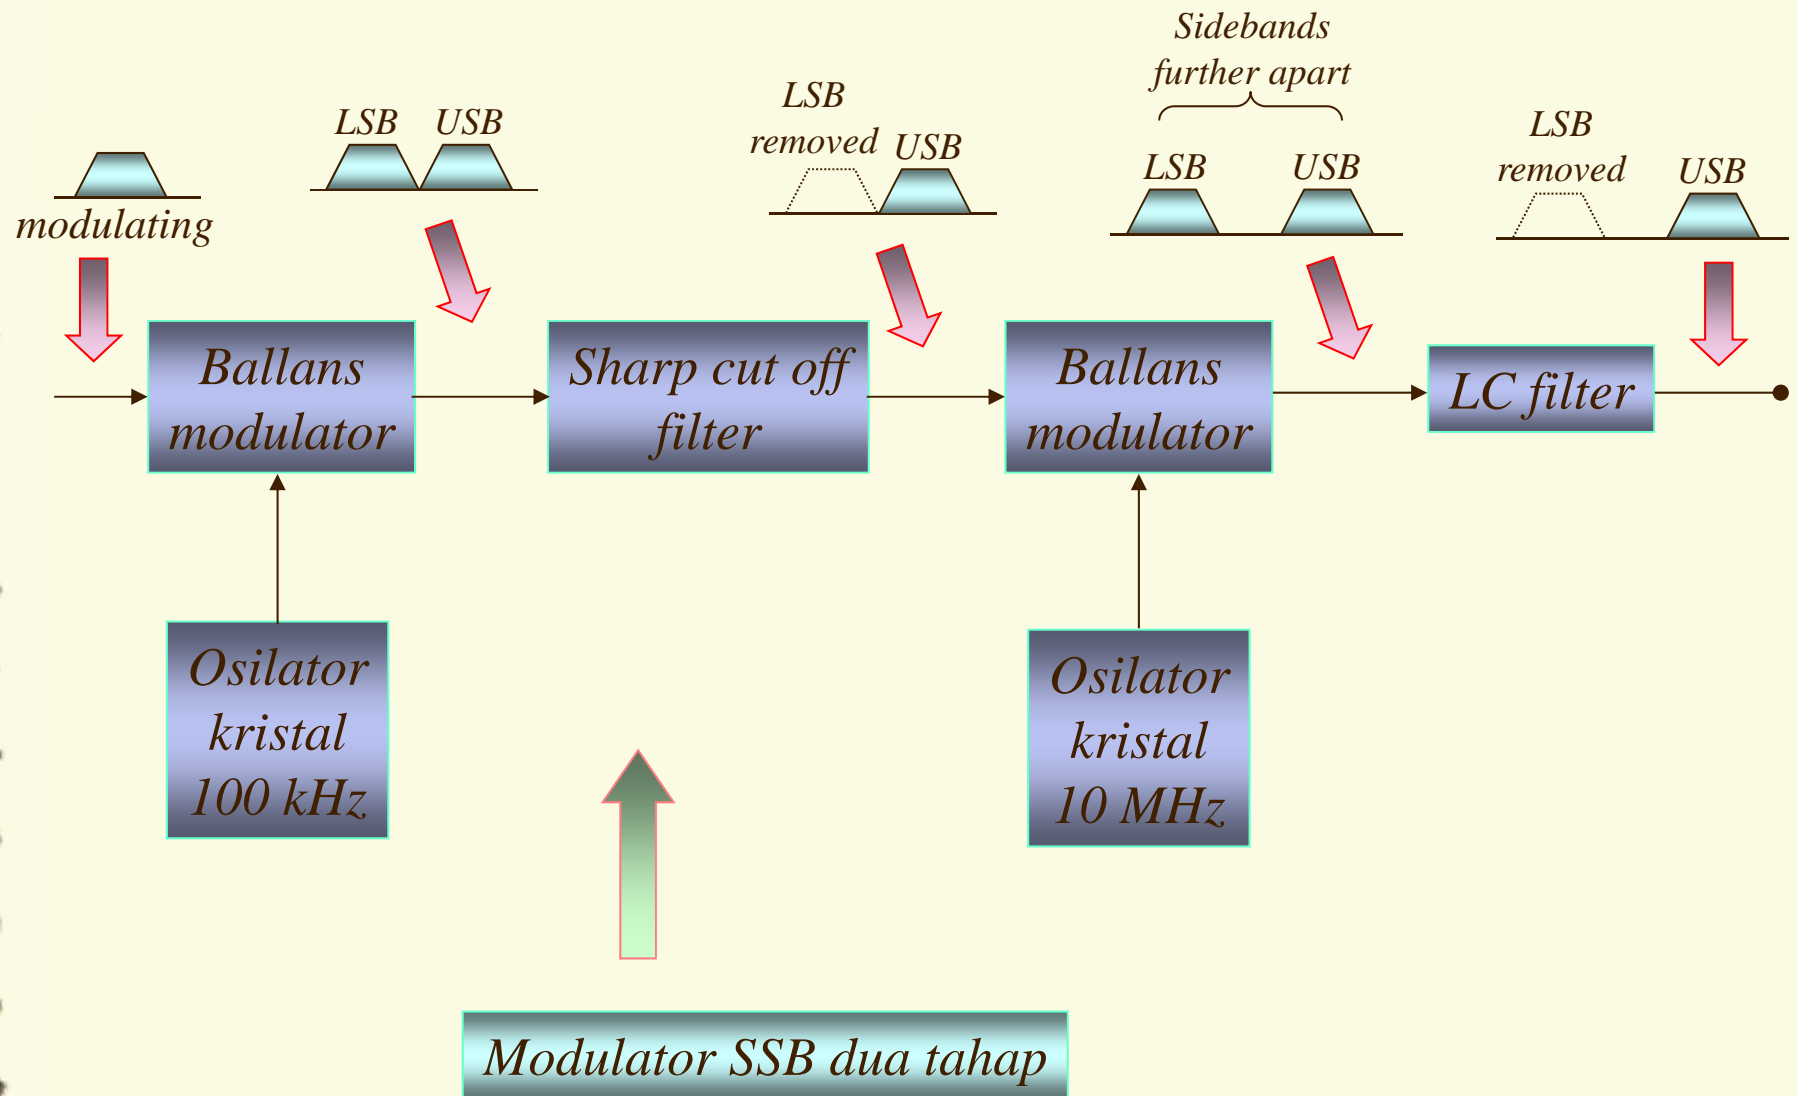 Sidebands
further apart
LSB
removed
USB
LSB USB
LSB
removed
USB
LSB
USB
modulating
Ballans
modulator
Sharp cut off
filter
Ballans
modulator
LC filter
Osilator
kristal
100 kHz
Osilator
kristal
10 MHz
Modulator SSB dua tahap